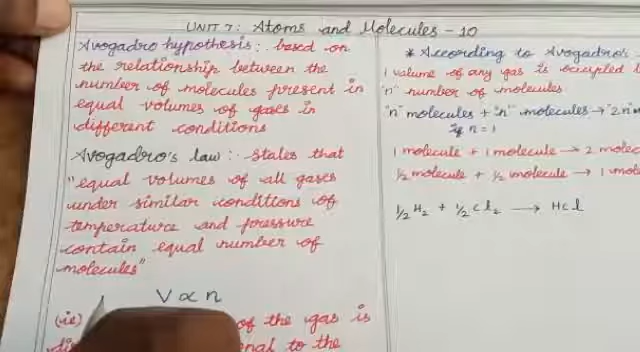 UNIT 7: Atoms and Molecules - 10
Avogadro hypothesis: based on
the relationship between the
number of molecules present in
equal volumes of gases in
different conditions
Avogadro's law: States that
"equal volumes of all gases
under similar conditions of
temperature and pressure
contain equal number of
molecules"
V ∝ n
(ie) of the gas is
to the
* According to Avogadro's
1 volume of any gas is occupied
"n" number of molecules
"n" molecules + "n" molecules → "2n"
If n = 1
1 molecule + 1 molecule → 2
1/2 molecule + 1/2 molecule → 1
1/2 H2 + 1/2 Cl2 → HCl